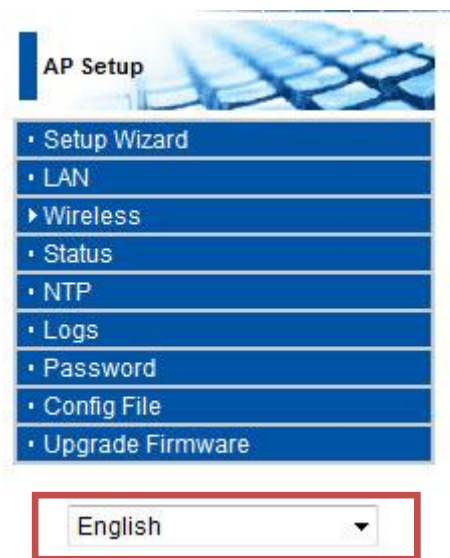 AP Setup
Setup Wizard
LAN
Wireless
Status
NTP
Logs
Password
Config File
Upgrade Firmware
English